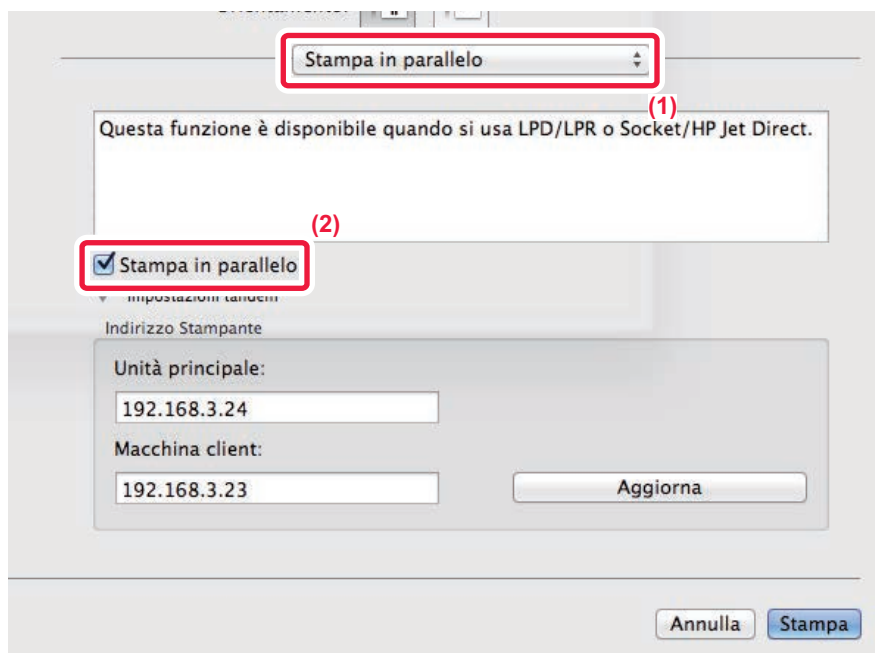 Stampa in parallelo
(1)
Questa funzione è disponibile quando si usa LPD/LPR o Socket/HP Jet Direct.
(2)
Stampa in parallelo
Impostazioni tandem
Indirizzo Stampante
Unità principale:
192.168.3.24
Macchina client:
192.168.3.23
Aggiorna
Annulla
Stampa